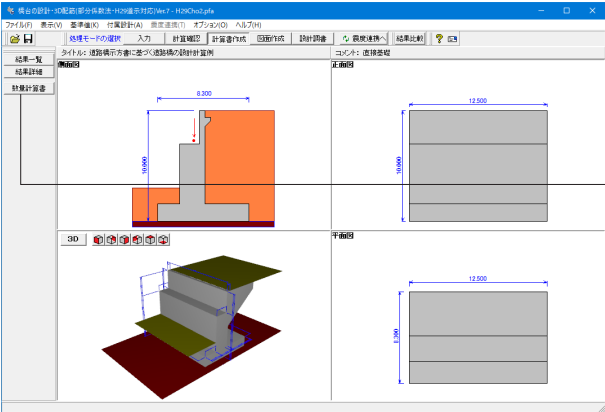 橋台の設計・3D配筋(部分係数法・H29道示対応)Ver.7 - H29Cho2.pfa
ファイル(F) 表示(V) 基準値(K) 付属設計(A) 震度連携(T) オプション(O) ヘルプ(H)
処理モードの選択 入力 計算確認 計算書作成 図面作成 設計調書 震度連携へ 結果比較
タイトル: 道路橋示方書に基づく道路橋の設計計算例 コメント: 直接基礎
結果一覧
結果詳細
数量計算書
側面図
8.300
10.000
正面図
12.500
10.000
3D
平面図
12.500
8.300